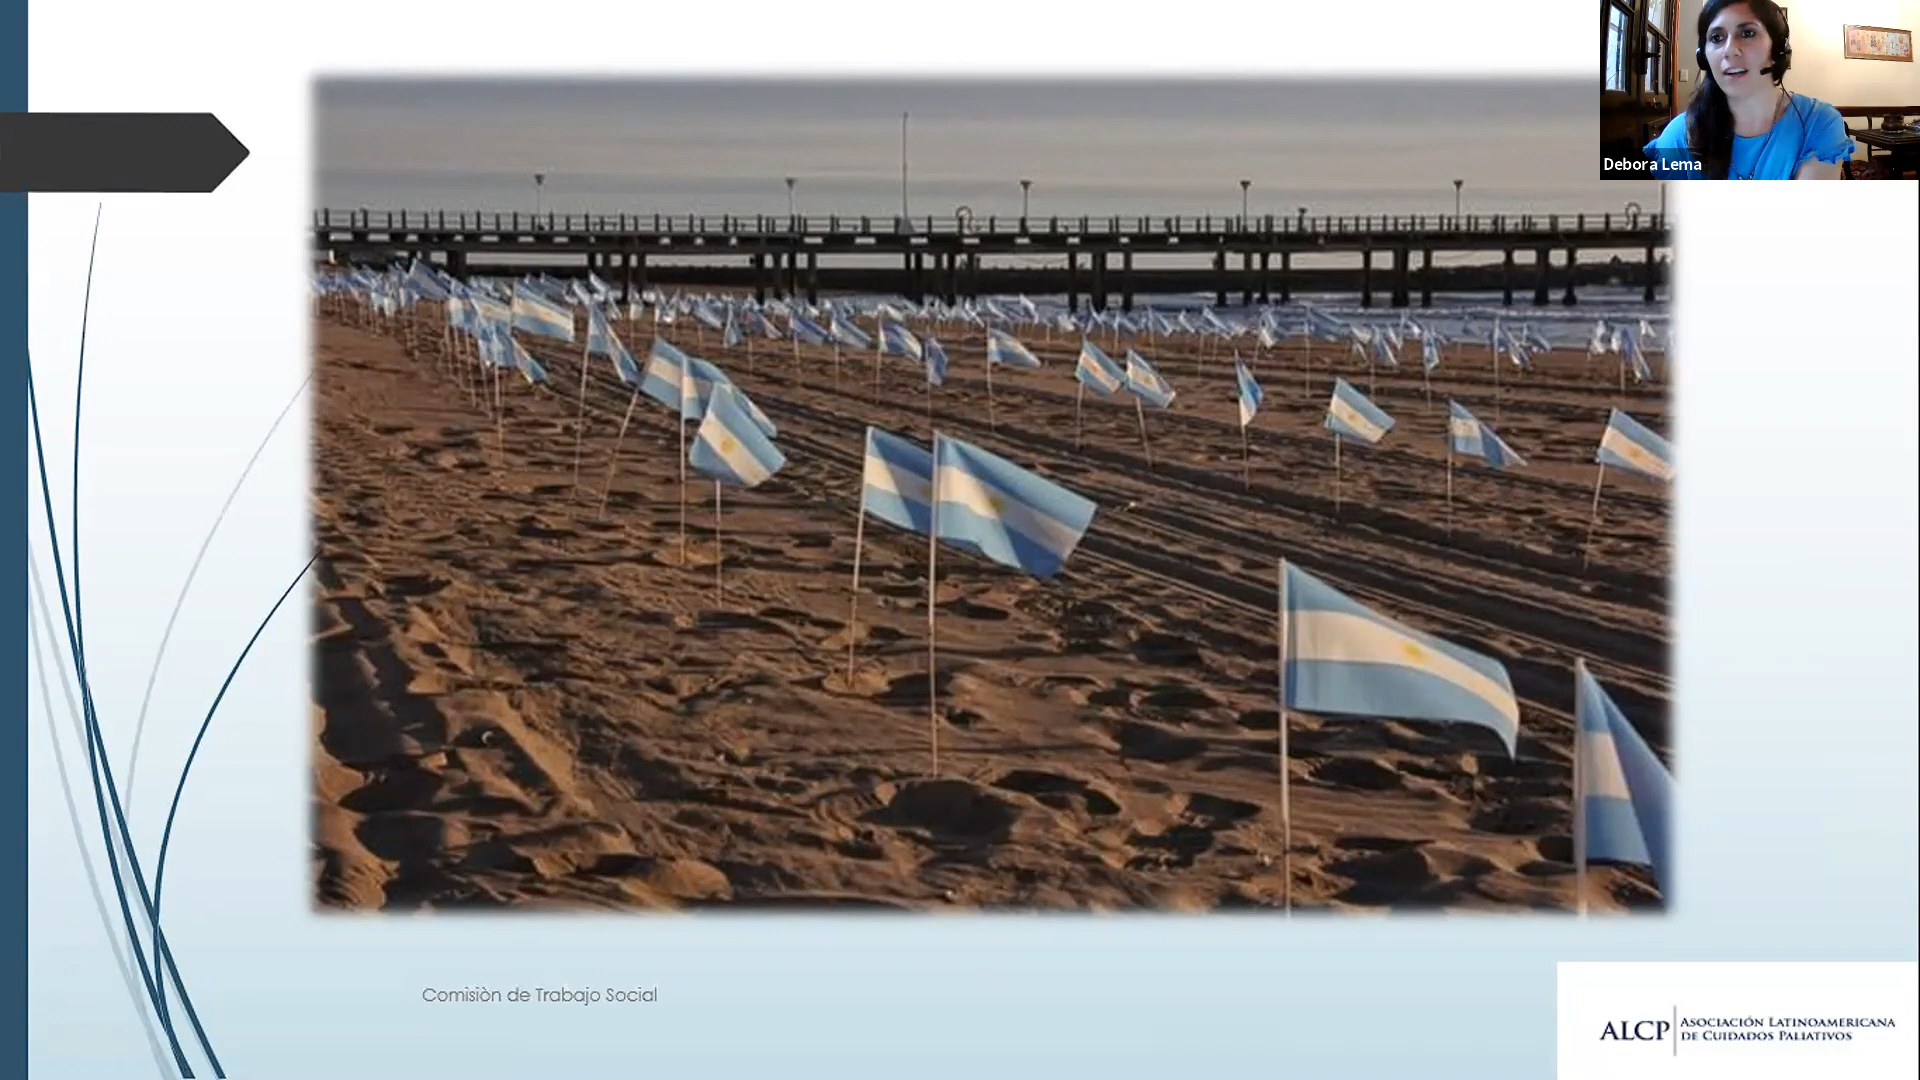 Debora Lema
Comisiòn de Trabajo Social
ALCP
ASOCIACIÓN LATINOAMERICANA
DE CUIDADOS PALIATIVOS